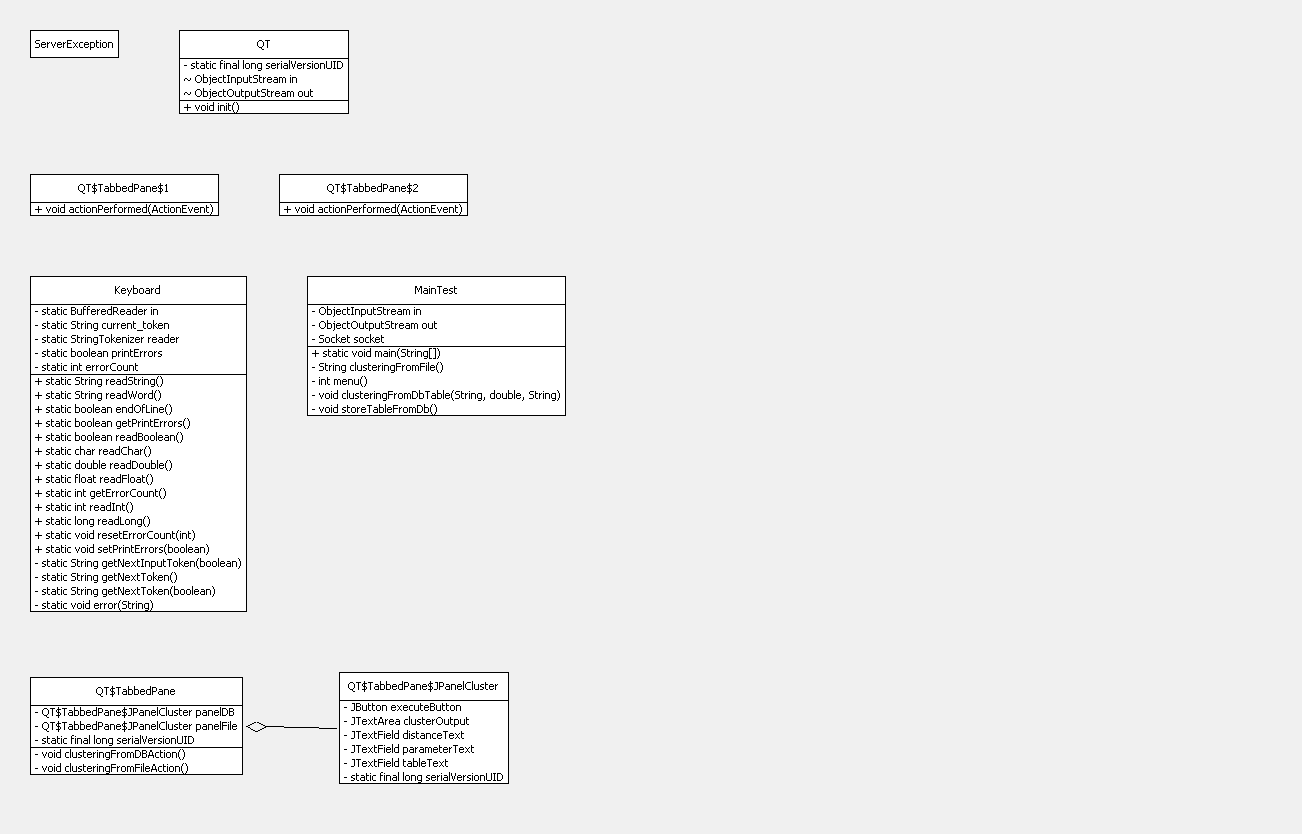 ServerException
QT
- static final long serialVersionUID
~ ObjectInputStream in
~ ObjectOutputStream out
+ void init()
QT$TabbedPane$1
+ void actionPerformed(ActionEvent)
QT$TabbedPane$2
+ void actionPerformed(ActionEvent)
Keyboard
- static BufferedReader in
- static String current_token
- static StringTokenizer reader
- static boolean printErrors
- static int errorCount
+ static String readString()
+ static String readWord()
+ static boolean endOfLine()
+ static boolean getPrintErrors()
+ static boolean readBoolean()
+ static char readChar()
+ static double readDouble()
+ static float readFloat()
+ static int getErrorCount()
+ static int readInt()
+ static long readLong()
+ static void resetErrorCount(int)
+ static void setPrintErrors(boolean)
- static String getNextInputToken(boolean)
- static String getNextToken()
- static String getNextToken(boolean)
- static void error(String)
MainTest
- ObjectInputStream in
- ObjectOutputStream out
- Socket socket
+ static void main(String[])
- String clusteringFromFile()
- int menu()
- void clusteringFromDbTable(String, double, String)
- void storeTableFromDb()
QT$TabbedPane
- QT$TabbedPane$JPanelCluster panelDB
- QT$TabbedPane$JPanelCluster panelFile
- static final long serialVersionUID
- void clusteringFromDBAction()
- void clusteringFromFileAction()
QT$TabbedPane$JPanelCluster
- JButton executeButton
- JTextArea clusterOutput
- JTextField distanceText
- JTextField parameterText
- JTextField tableText
- static final long serialVersionUID